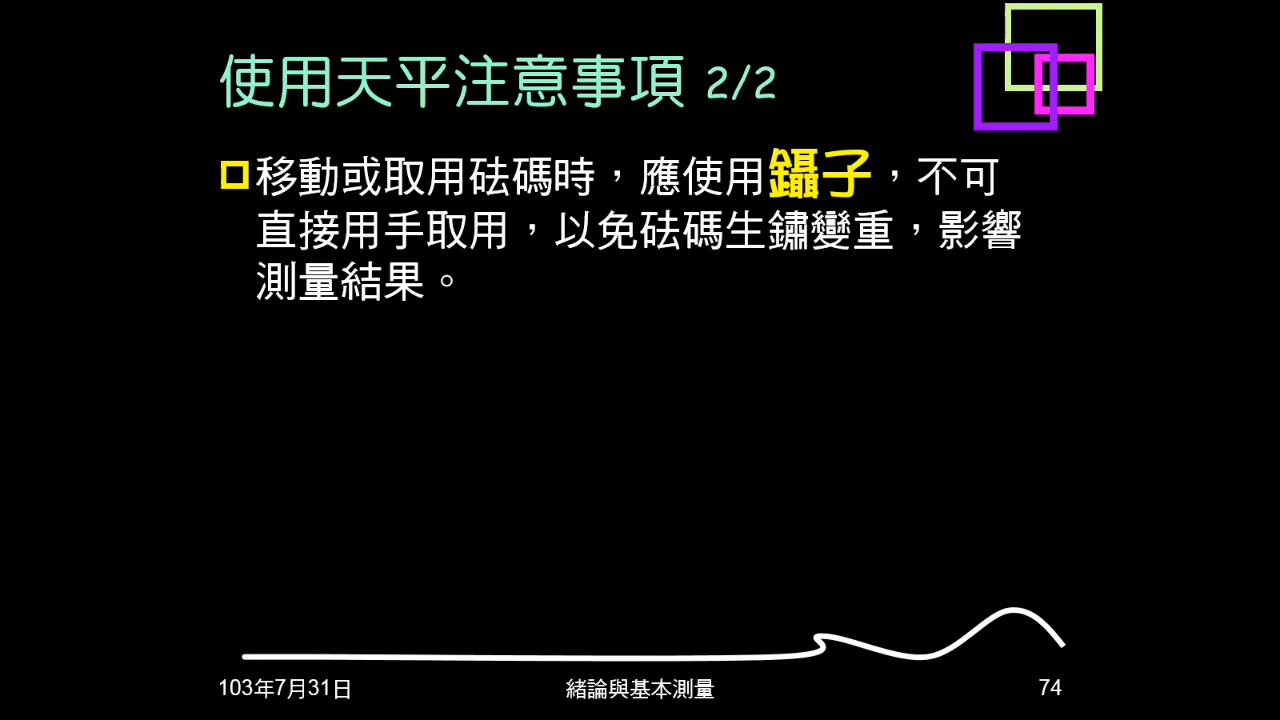 使用天平注意事項 2/2
移動或取用砝碼時，應使用鑷子，不可
直接用手取用，以免砝碼生鏽變重，影響
測量結果。
103年7月31日
緒論與基本測量
74